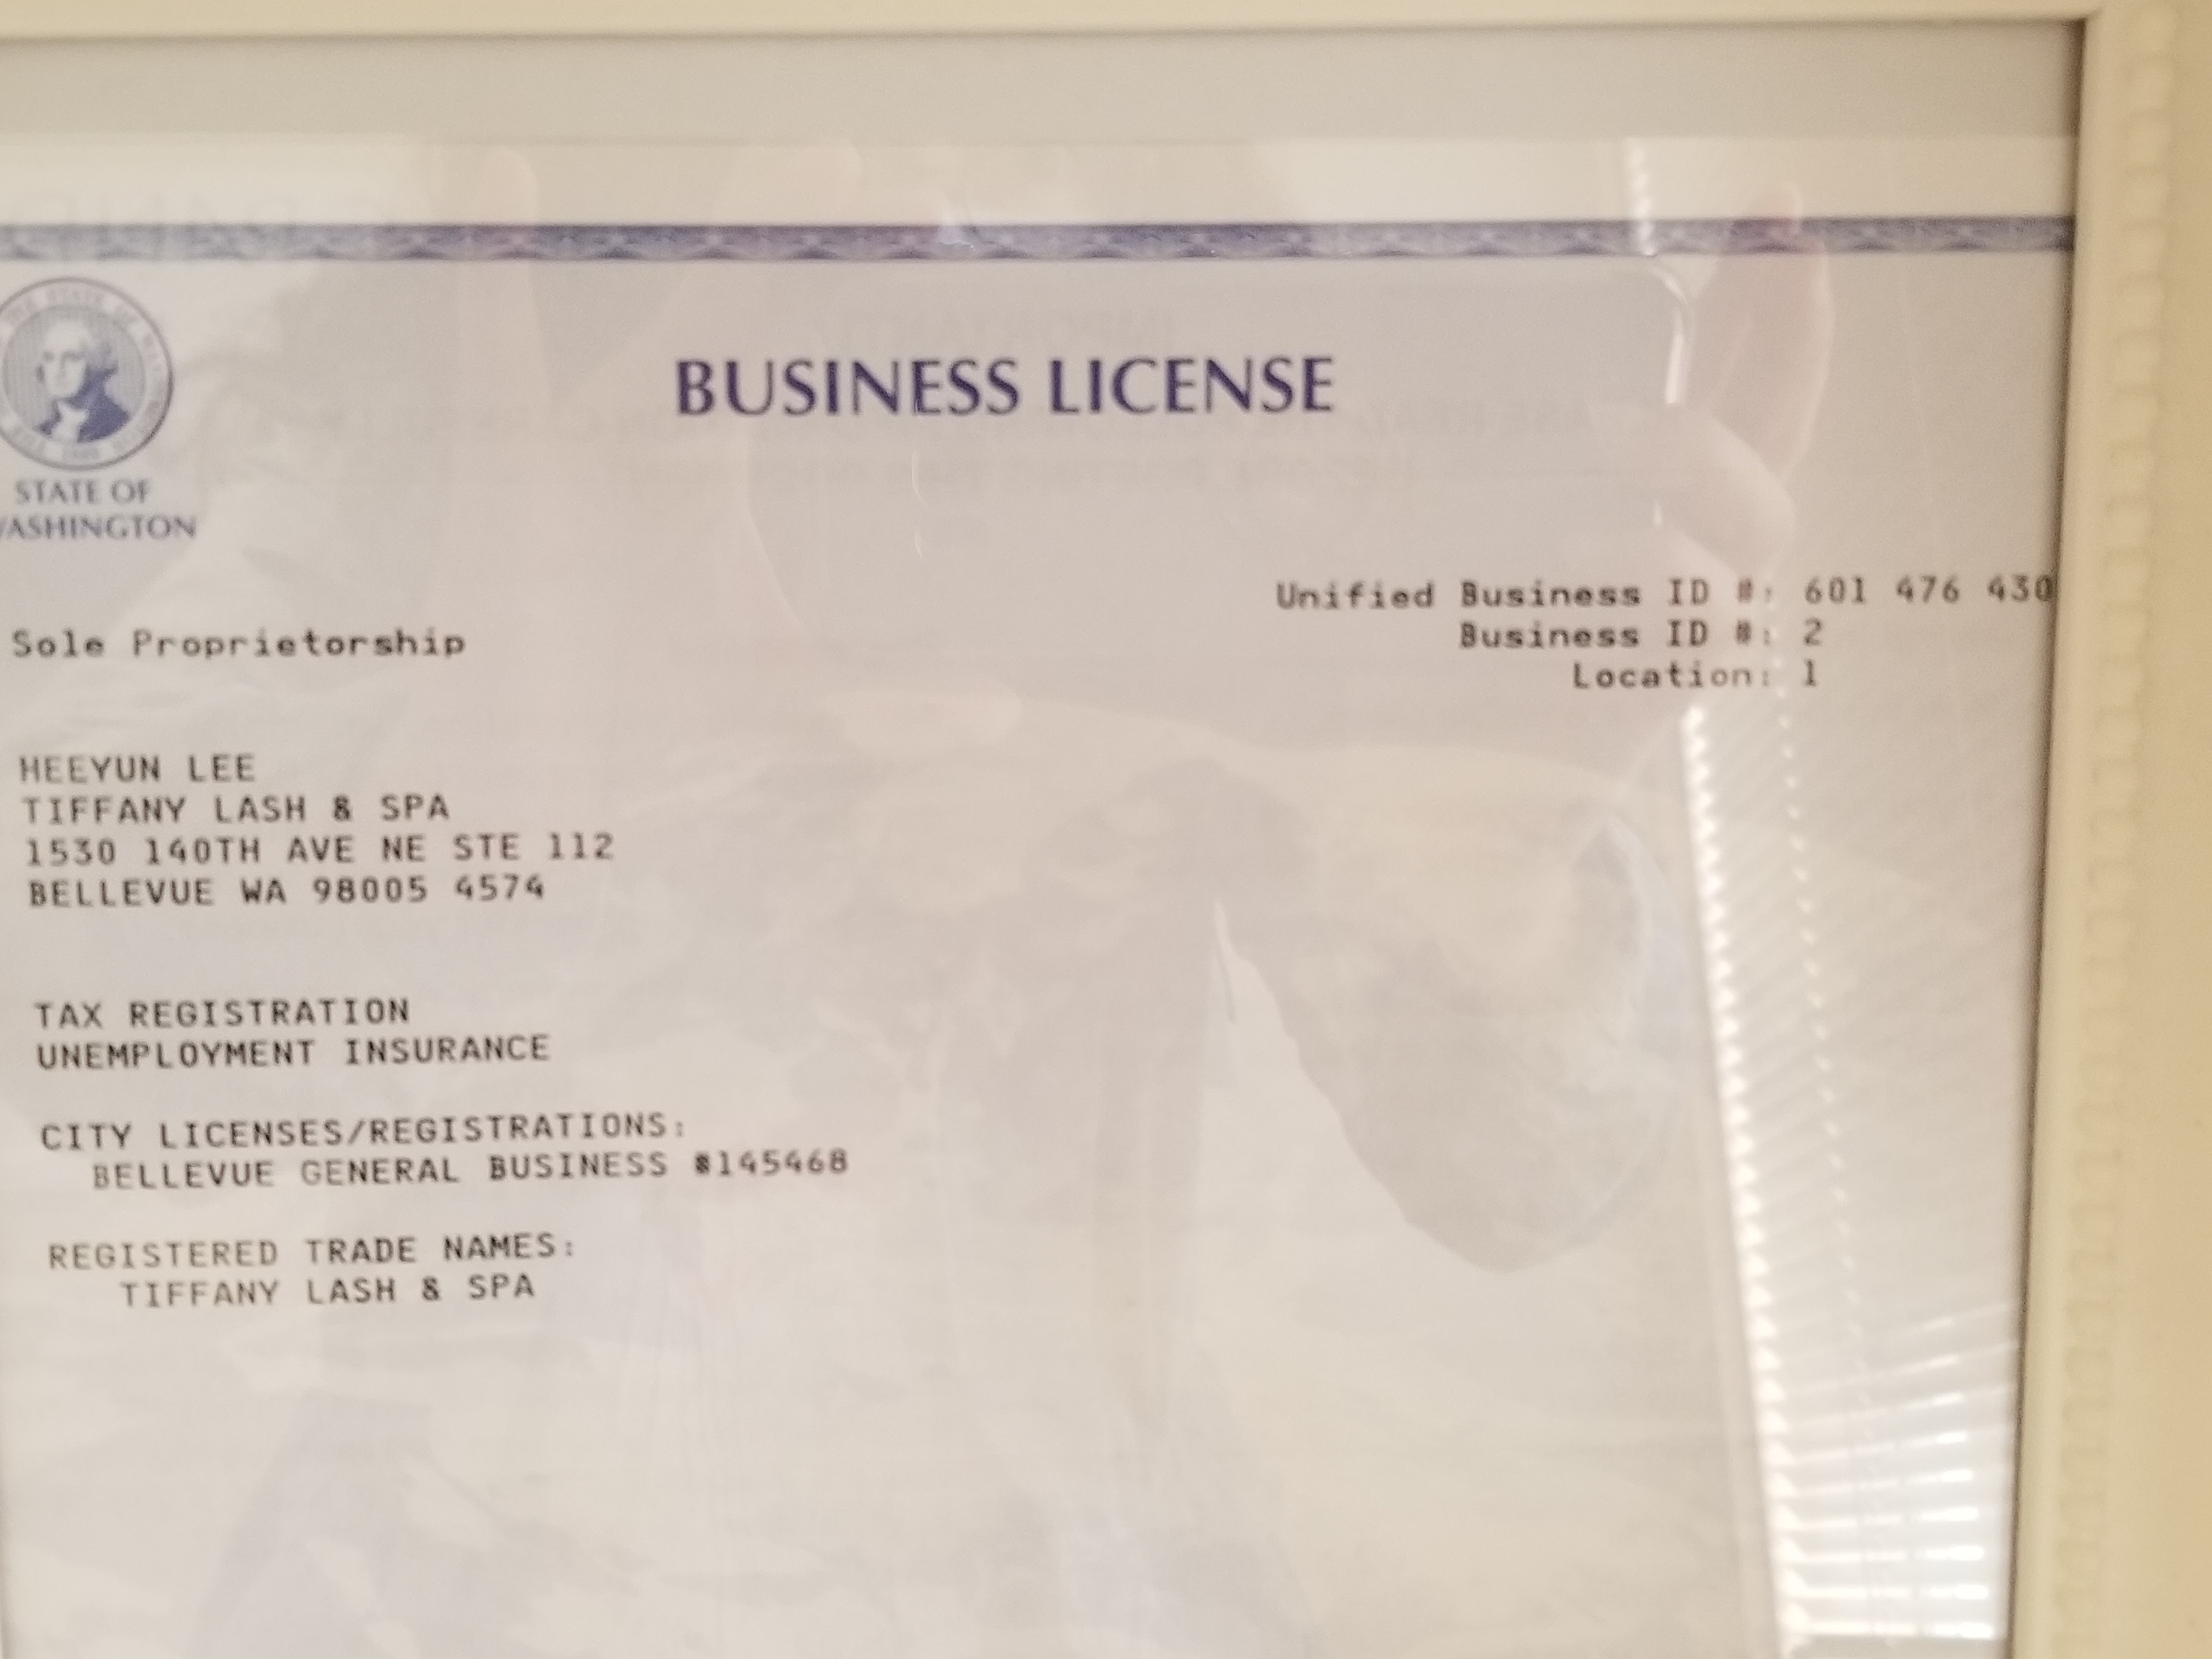 BUSINESS LICENSE
STATE OF
WASHINGTON
Unified Business ID #: 601 476 430
Business ID #: 2
Location: 1
Sole Proprietorship
HEEYUN LEE
TIFFANY LASH & SPA
1530 140TH AVE NE STE 112
BELLEVUE WA 98005 4574
TAX REGISTRATION
UNEMPLOYMENT INSURANCE
CITY LICENSES/REGISTRATIONS:
BELLEVUE GENERAL BUSINESS #145468
REGISTERED TRADE NAMES:
TIFFANY LASH & SPA